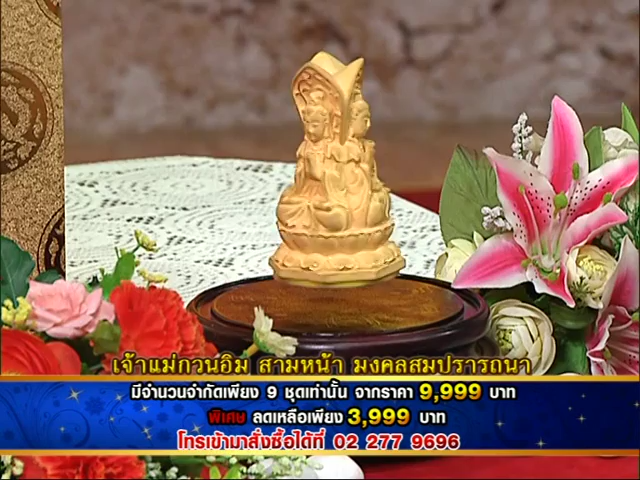 เจ้าแม่กวนอิม สามหน้า มงคลสมปรารถนา
มีจำนวนจำกัดเพียง 9 ชุดเท่านั้น จากราคา 9,999 บาท
พิเศษ ลดเหลือเพียง 3,999 บาท
โทรเข้ามาสั่งซื้อได้ที่ 02 277 9696